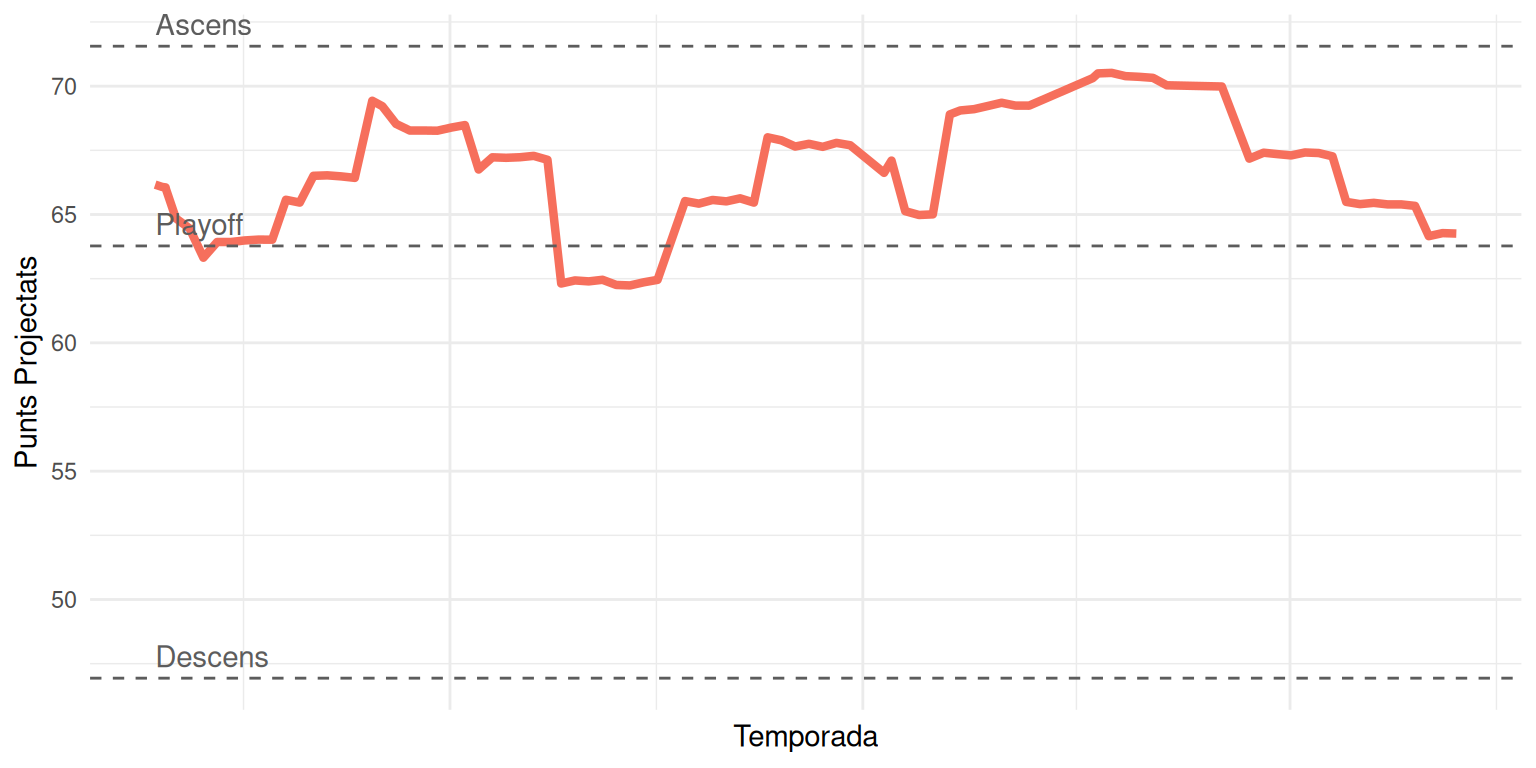 Ascens
70
65
Playoff
60
55
50
Descens
Punts Projectats
Temporada